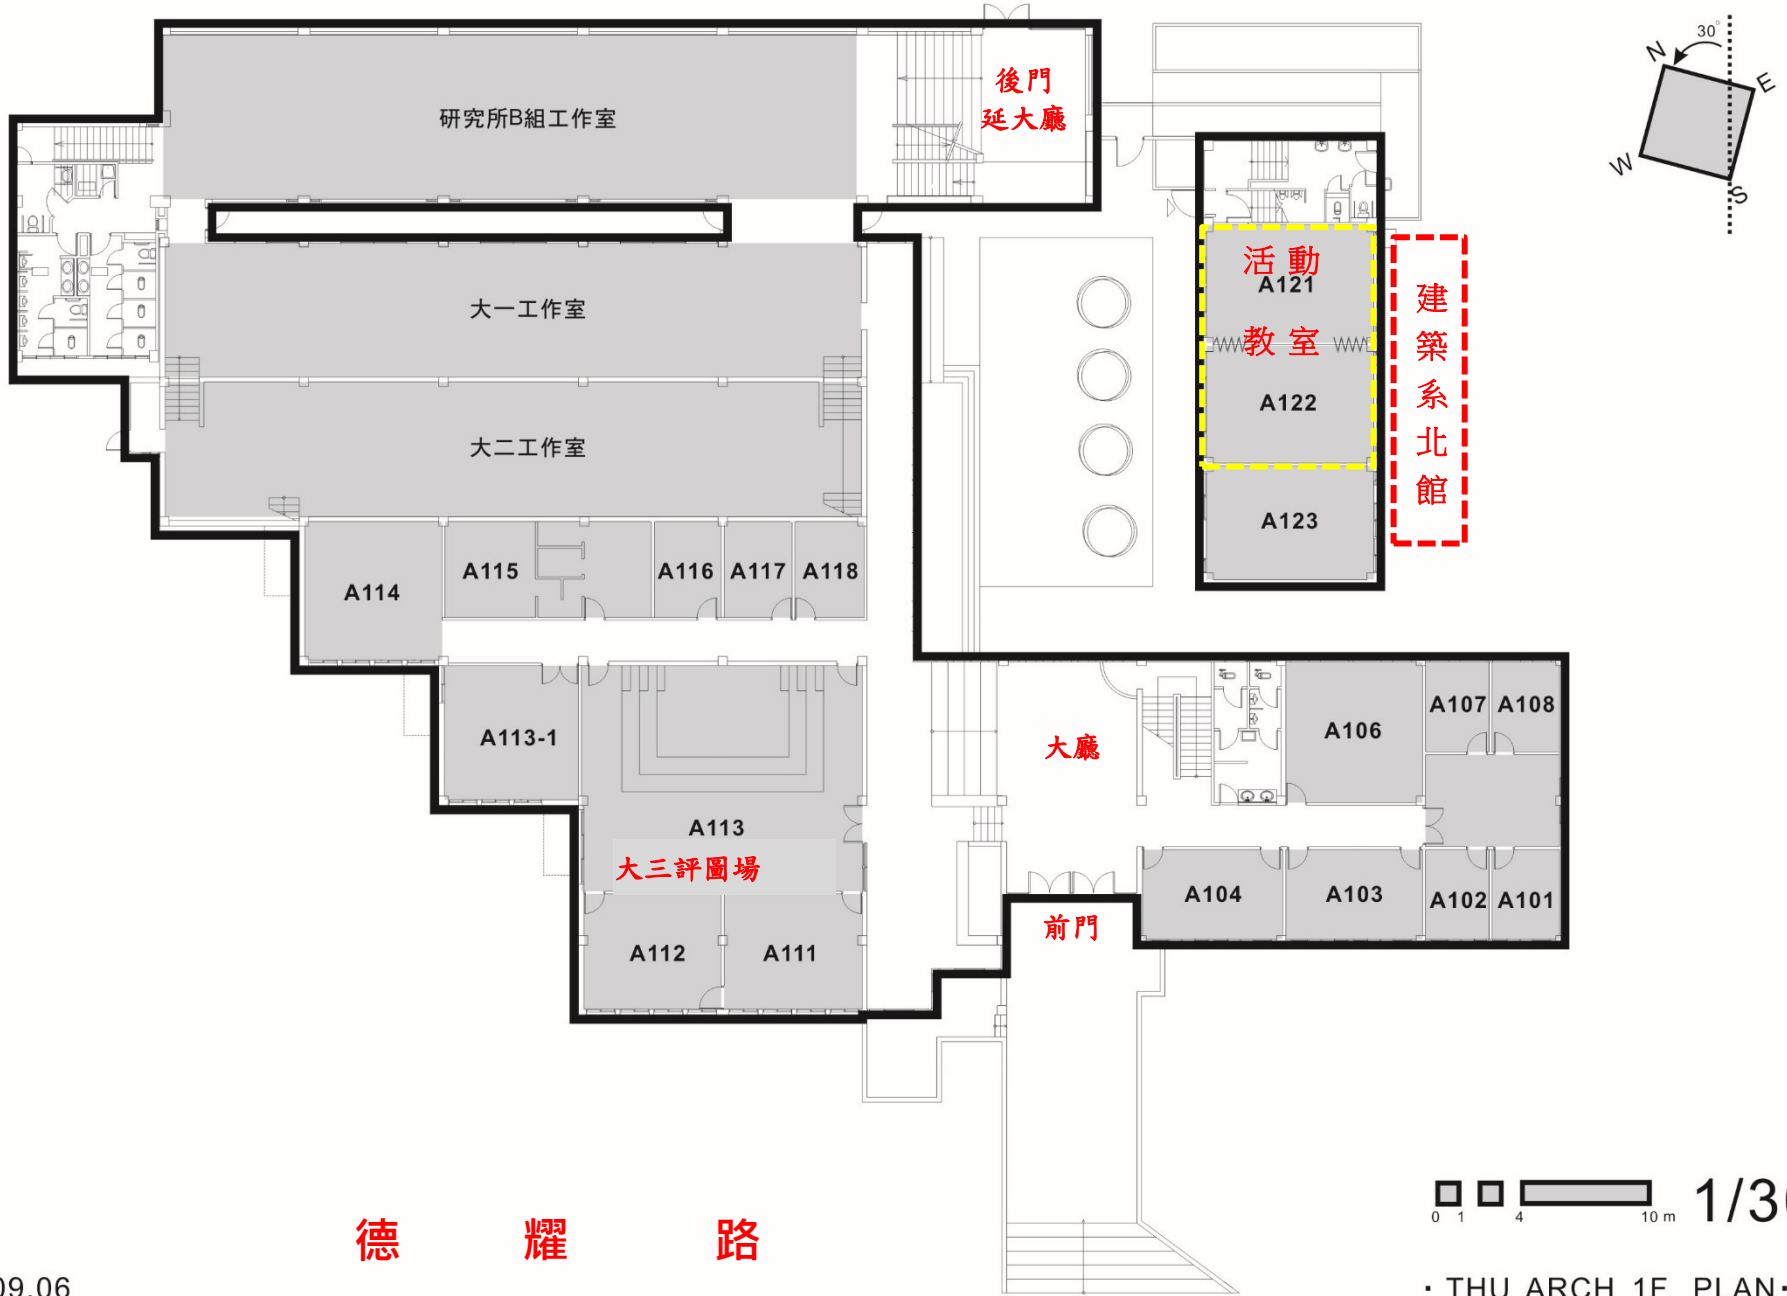 30°
N
E
W
S
後門
延大廳
研究所B組工作室
活動
A121
教室
A122
A123
建
築
系
北
館
大一工作室
大二工作室
A114
A115
A116
A117
A118
A113-1
A113
大三評圖場
A112
A111
大廳
前門
A106
A107
A108
A104
A103
A102
A101
德 耀 路
0 1 4 10 m
1/30
09.06
· THU ARCH 1F PLAN·